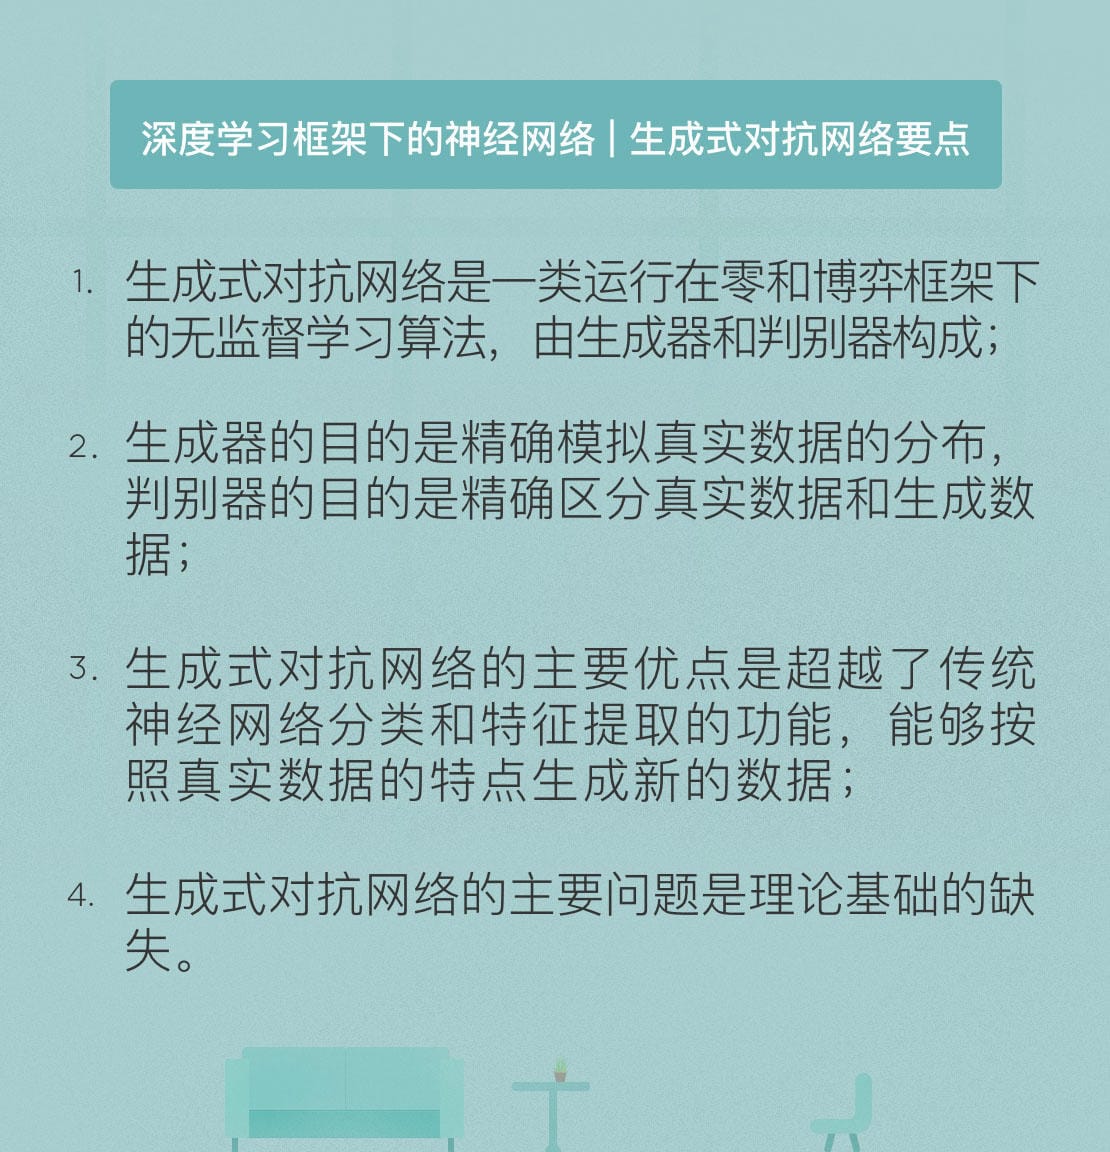 深度学习框架下的神经网络 | 生成式对抗网络要点
1. 生成式对抗网络是一类运行在零和博弈框架下
的无监督学习算法，由生成器和判别器构成；
2. 生成器的目的是精确模拟真实数据的分布，
判别器的目的是精确区分真实数据和生成数
据；
3. 生成式对抗网络的主要优点是超越了传统
神经网络分类和特征提取的功能，能够按
照真实数据的特点生成新的数据；
4. 生成式对抗网络的主要问题是理论基础的缺
失。